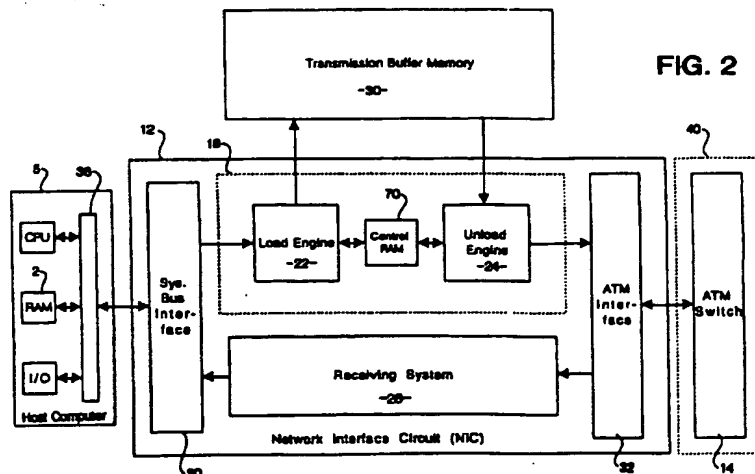 Transmission Buffer Memory
-30-
FIG. 2
12
18
40
5
36
70
CPU
2
RAM
I/O
Host Computer
Sys.
Bus
Inter-
face
Load Engine
-22-
Control
RAM
Unload
Engine
-24-
ATM
Inter-
face
ATM
Switch
Receiving System
Network Interface Circuit (NIC)
32
14